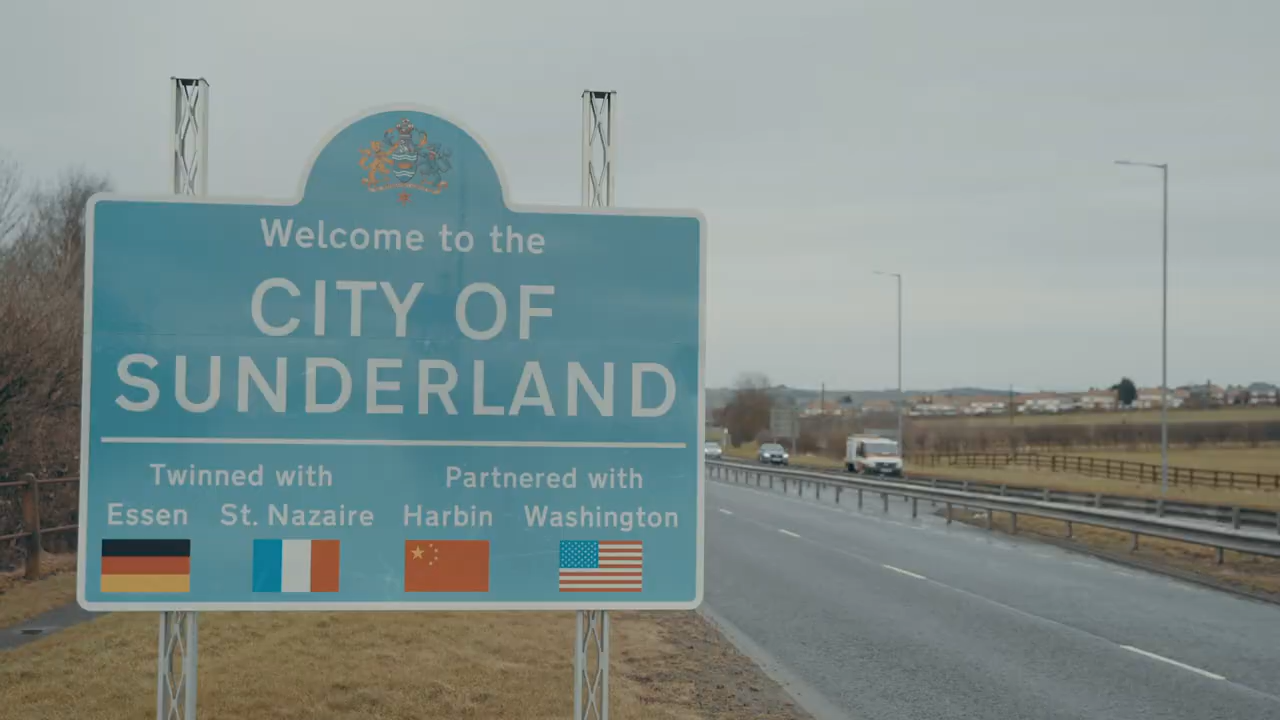 Welcome to the
CITY OF
SUNDERLAND
Twinned with Partnered with
Essen St. Nazaire Harbin Washington